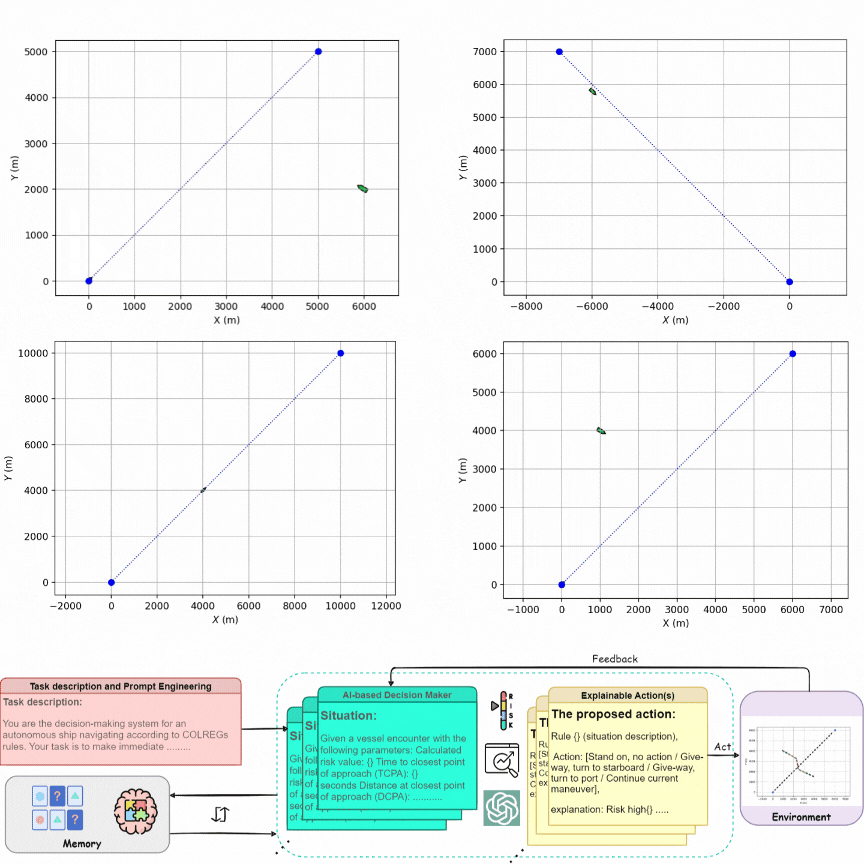 5000
4000
3000
2000
1000
0
Y (m)
0
1000
2000
3000
4000
5000
6000
X (m)
7000
6000
5000
4000
3000
2000
1000
0
Y (m)
−8000
−6000
−4000
−2000
0
X (m)
10000
8000
6000
4000
2000
0
Y (m)
−2000
0
2000
4000
6000
8000
10000
12000
X (m)
6000
5000
4000
3000
2000
1000
0
Y (m)
−1000
0
1000
2000
3000
4000
5000
6000
7000
X (m)
Feedback
Task description and Prompt Engineering
Task description:
You are the decision-making system for an
autonomous ship navigating according to COLREGs
rules. Your task is to make immediate .........
Memory
AI-based Decision Maker
Situation:
Given a vessel encounter with the
following parameters: Calculated
risk value: {} Time to closest point
of approach (TCPA): {}
seconds Distance at closest point
of approach (DCPA): ..........
RISK
Explainable Action(s)
The proposed action:
Rule {} (situation description),
Action: [Stand on, no action / Give-
way, turn to starboard / Give-way,
turn to port / Continue current
maneuver],
explanation: Risk high{} .....
Act
Environment